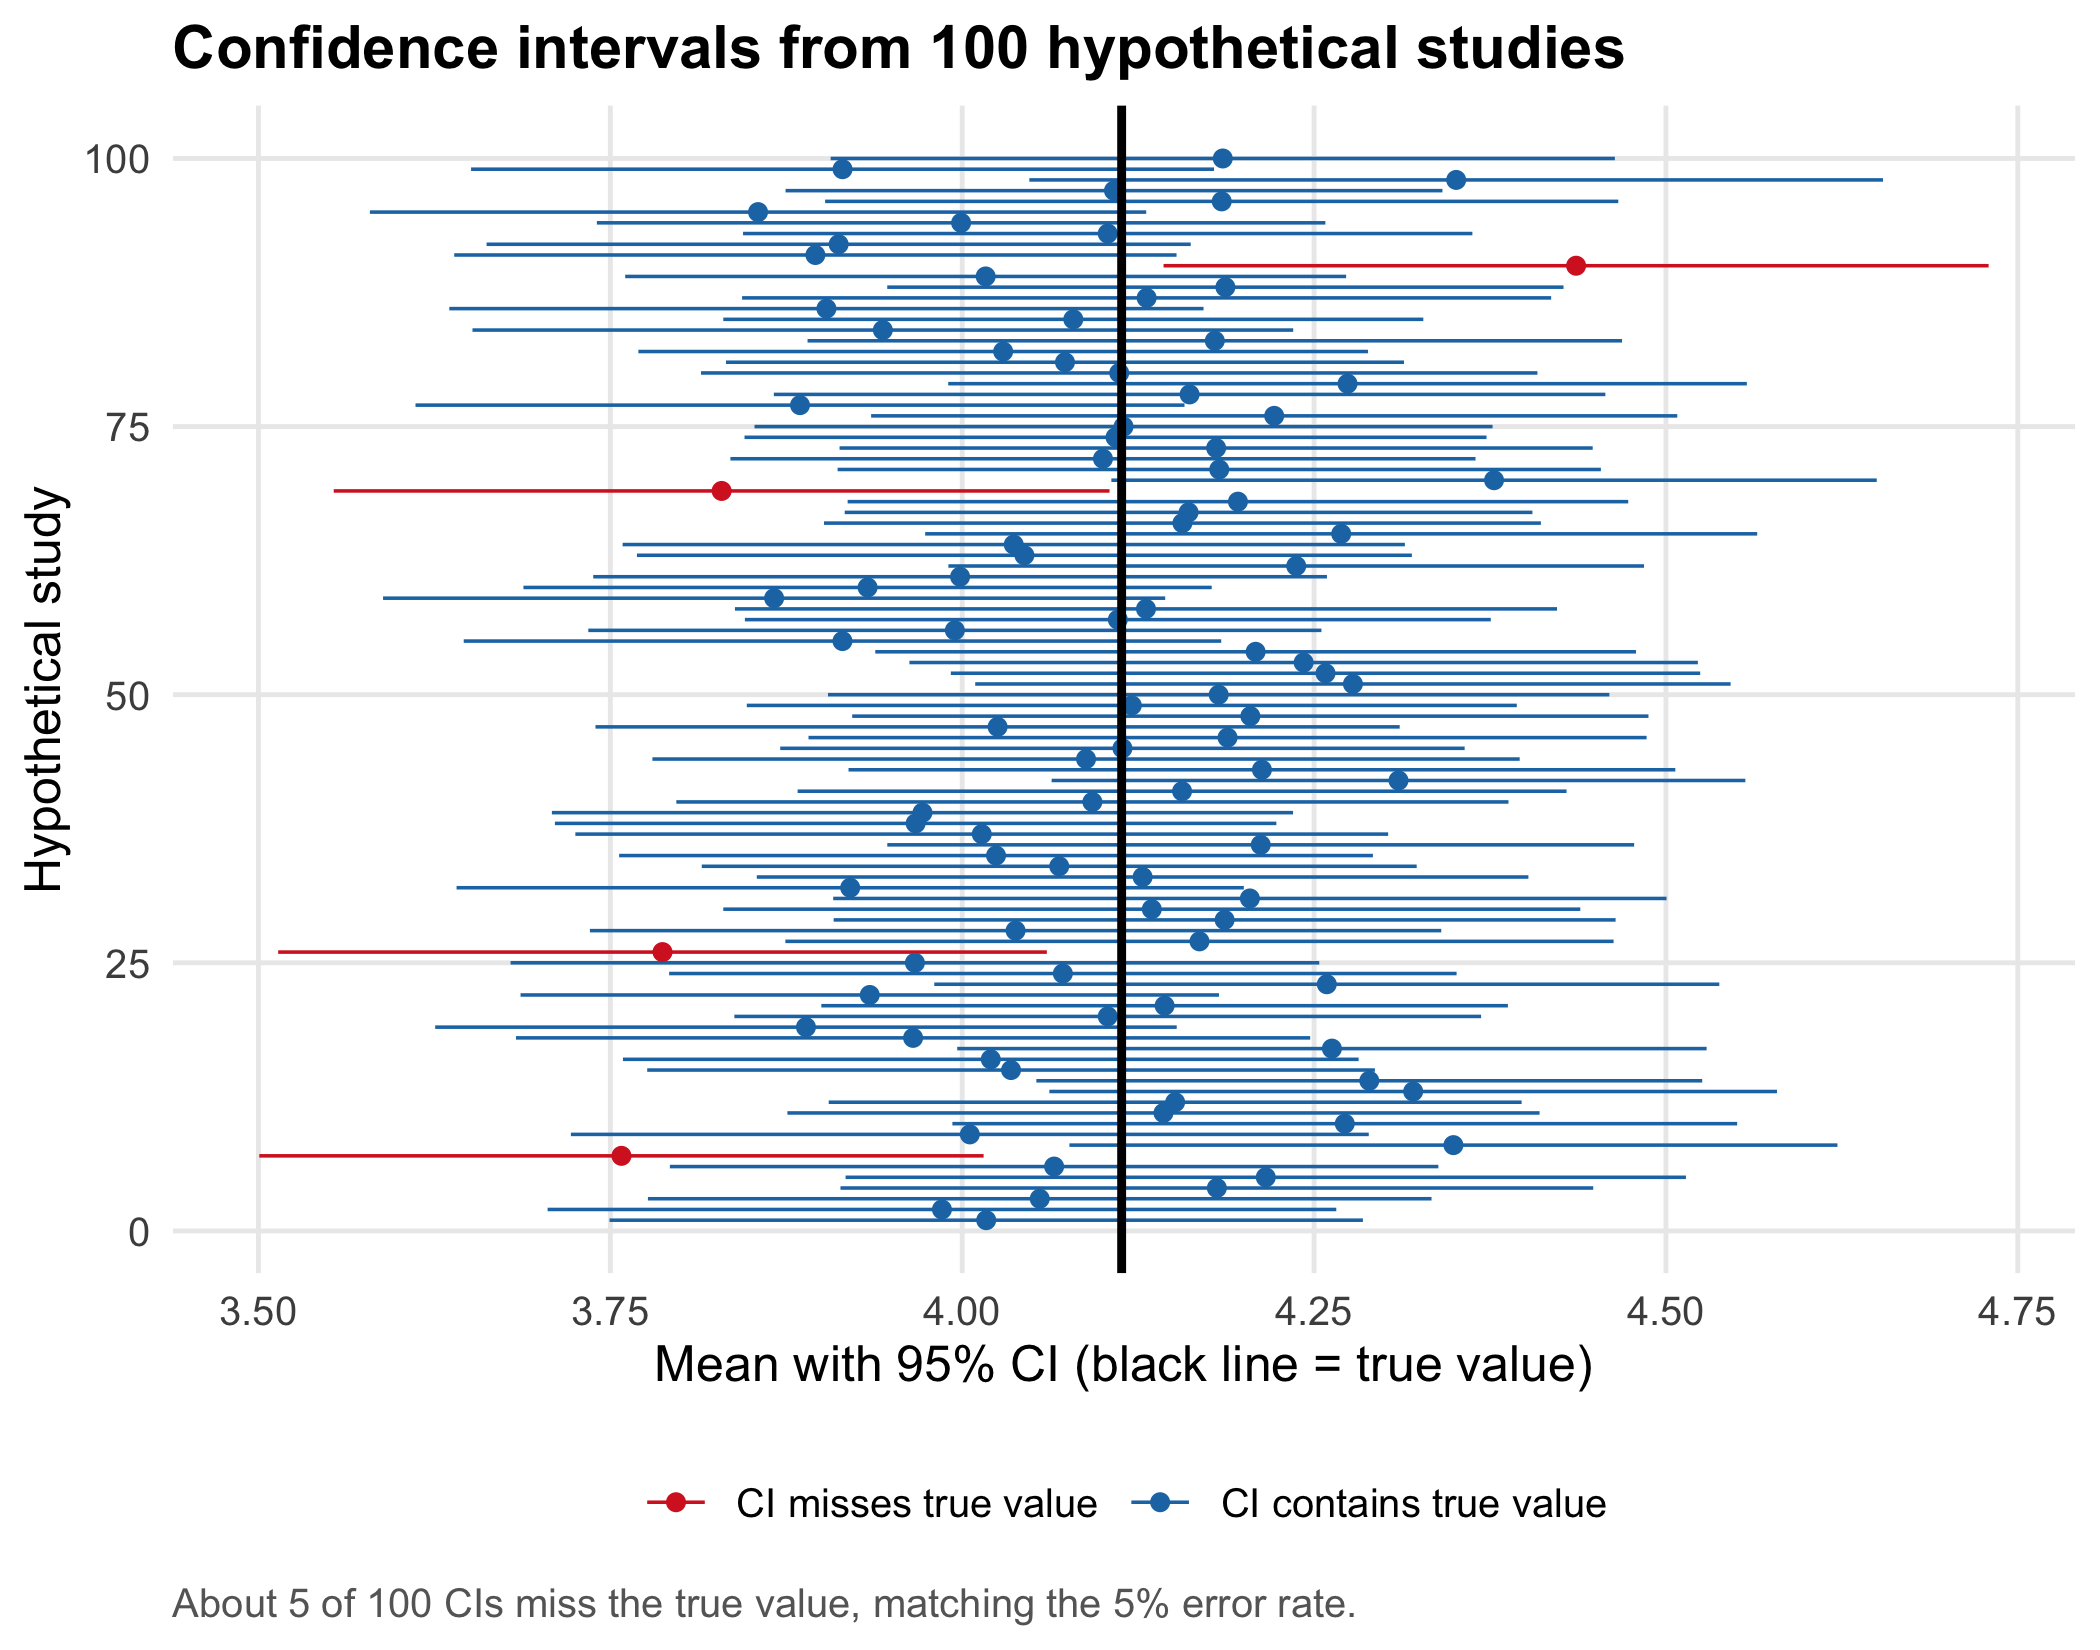 Confidence intervals from 100 hypothetical studies
100
75
50
25
0
Hypothetical study
3.50 3.75 4.00 4.25 4.50 4.75
Mean with 95% CI (black line = true value)
CI misses true value CI contains true value
About 5 of 100 CIs miss the true value, matching the 5% error rate.